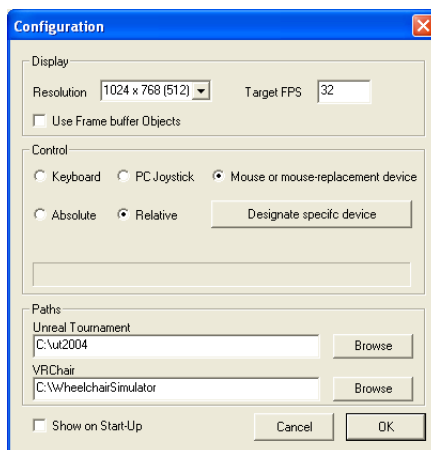 Configuration
Display
Resolution 1024 x 768 (512) Target FPS 32
Use Frame buffer Objects
Control
Keyboard PC Joystick Mouse or mouse-replacement device
Absolute Relative Designate specifc device
Paths
Unreal Tournament
C:\ut2004 Browse
VRChair
C:\WheelchairSimulator Browse
Show on Start-Up Cancel OK